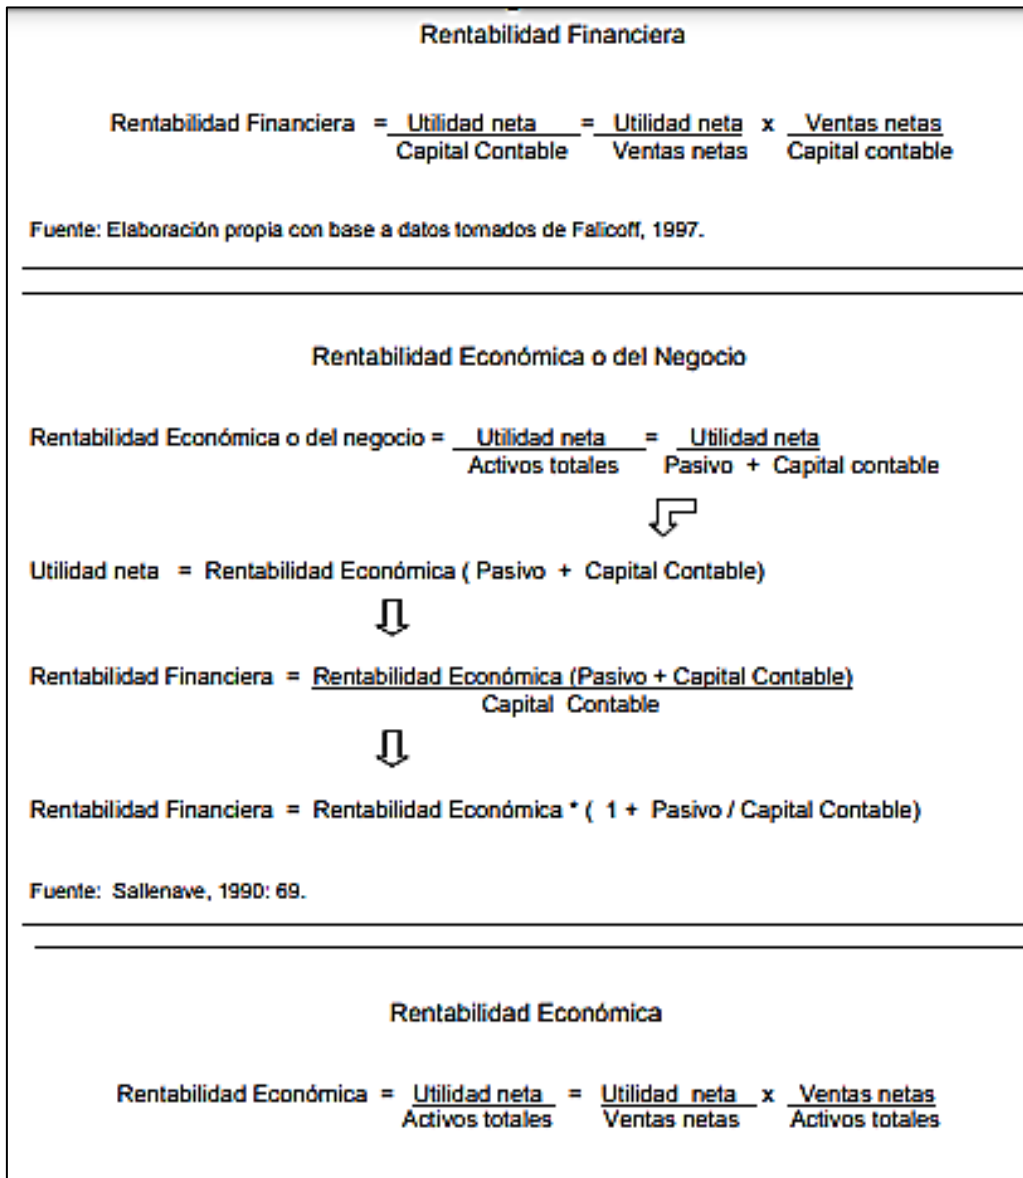 Rentabilidad Financiera
Rentabilidad Financiera = Utilidad neta = Utilidad neta x Ventas netas
Capital Contable Ventas netas Capital contable
Fuente: Elaboración propia con base a datos tomados de Falicoff, 1997.
Rentabilidad Económica o del Negocio
Rentabilidad Económica o del negocio = Utilidad neta = Utilidad neta
Activos totales Pasivo + Capital contable
Utilidad neta = Rentabilidad Económica ( Pasivo + Capital Contable)
Rentabilidad Financiera = Rentabilidad Económica (Pasivo + Capital Contable)
Capital Contable
Rentabilidad Financiera = Rentabilidad Económica * ( 1 + Pasivo / Capital Contable)
Fuente: Sallenave, 1990: 69.
Rentabilidad Económica
Rentabilidad Económica = Utilidad neta = Utilidad neta x Ventas netas
Activos totales Ventas netas Activos totales